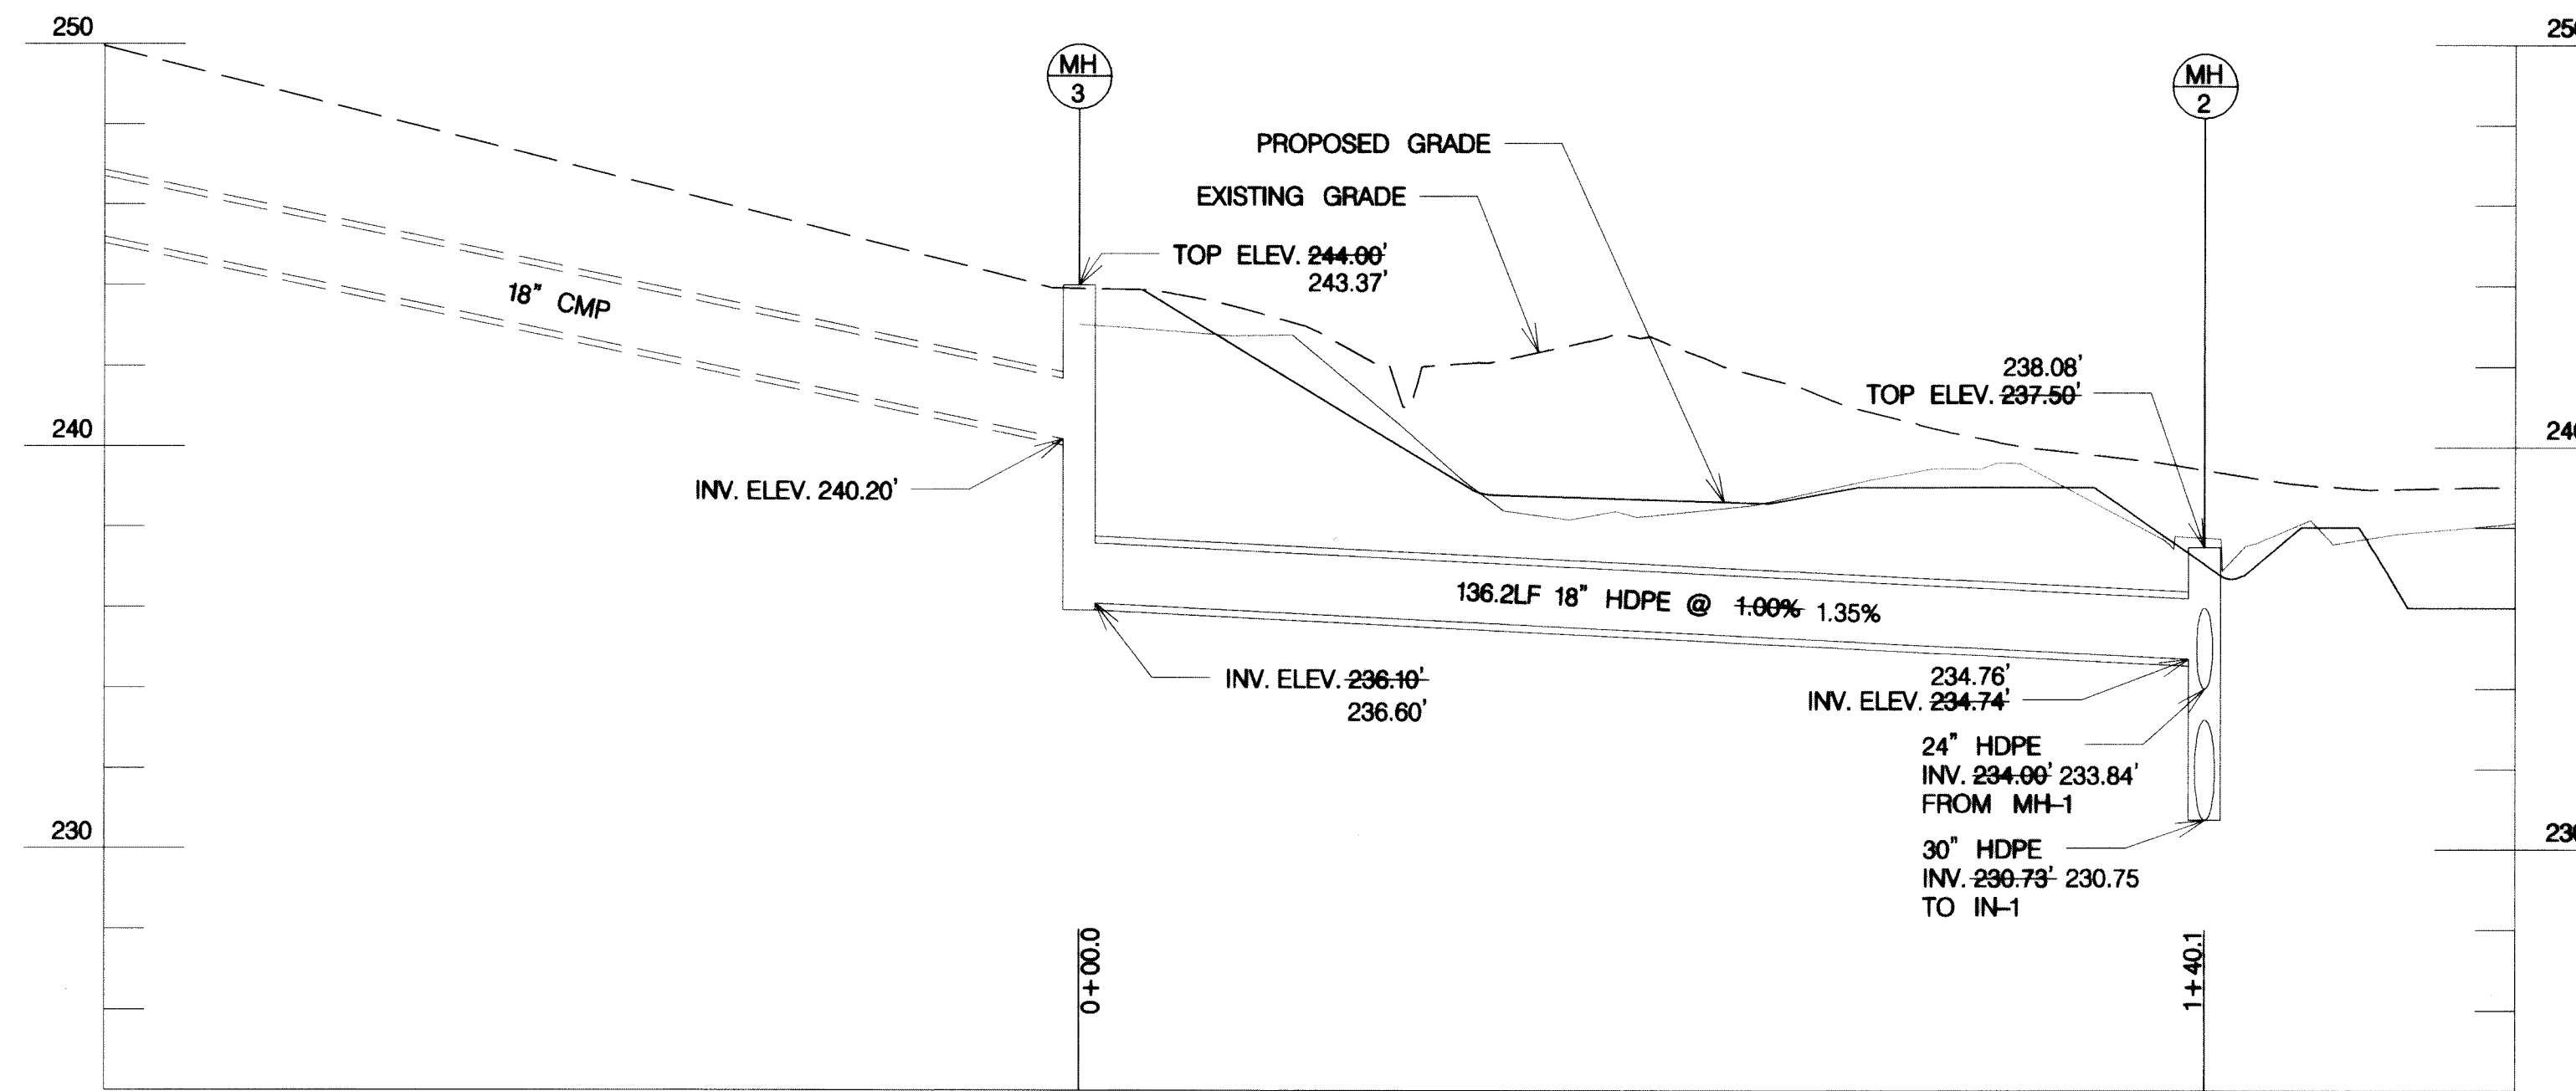 250
250
MH
3
MH
2
PROPOSED GRADE
EXISTING GRADE
TOP ELEV. 244.00'
243.37'
18" CMP
238.08'
TOP ELEV. 237.50'
240
INV. ELEV. 240.20'
136.2LF 18" HDPE @ 1.00% 1.35%
INV. ELEV. 236.10'
236.60'
234.76'
INV. ELEV. 234.74'
24" HDPE
INV. 234.00' 233.84'
FROM MH-1
230
30" HDPE
INV. 230.73' 230.75
TO IN-1
0+00.0
1+40.1